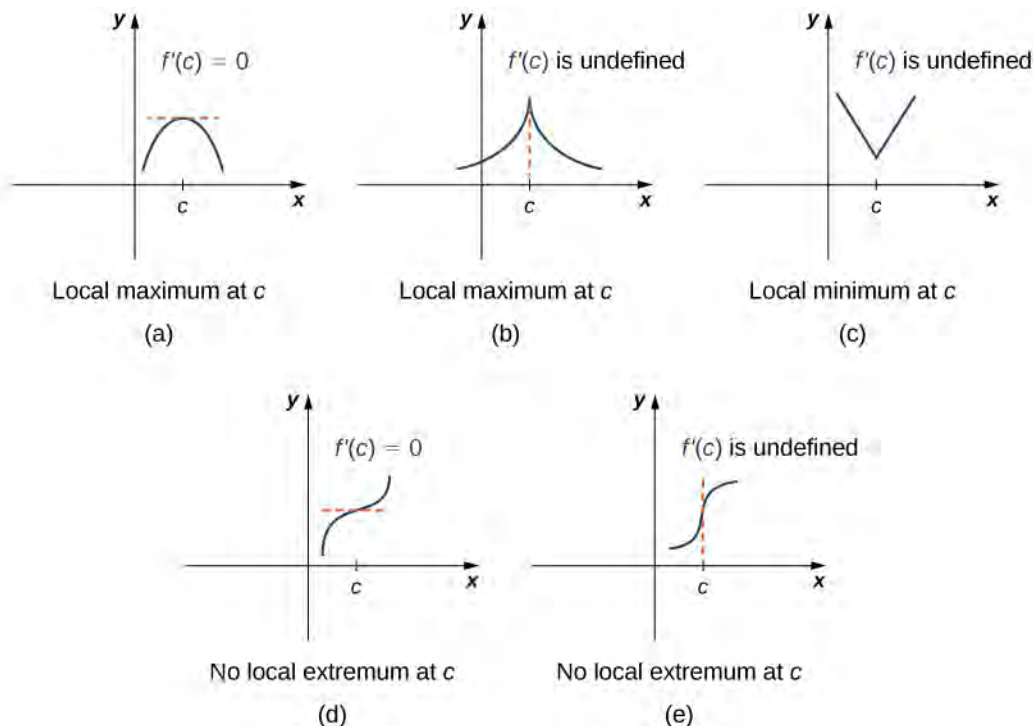 y
f'(c) = 0
c
x
Local maximum at c
(a)
y
f'(c) is undefined
c
x
Local maximum at c
(b)
y
f'(c) is undefined
c
x
Local minimum at c
(c)
y
f'(c) = 0
c
x
No local extremum at c
(d)
y
f'(c) is undefined
c
x
No local extremum at c
(e)